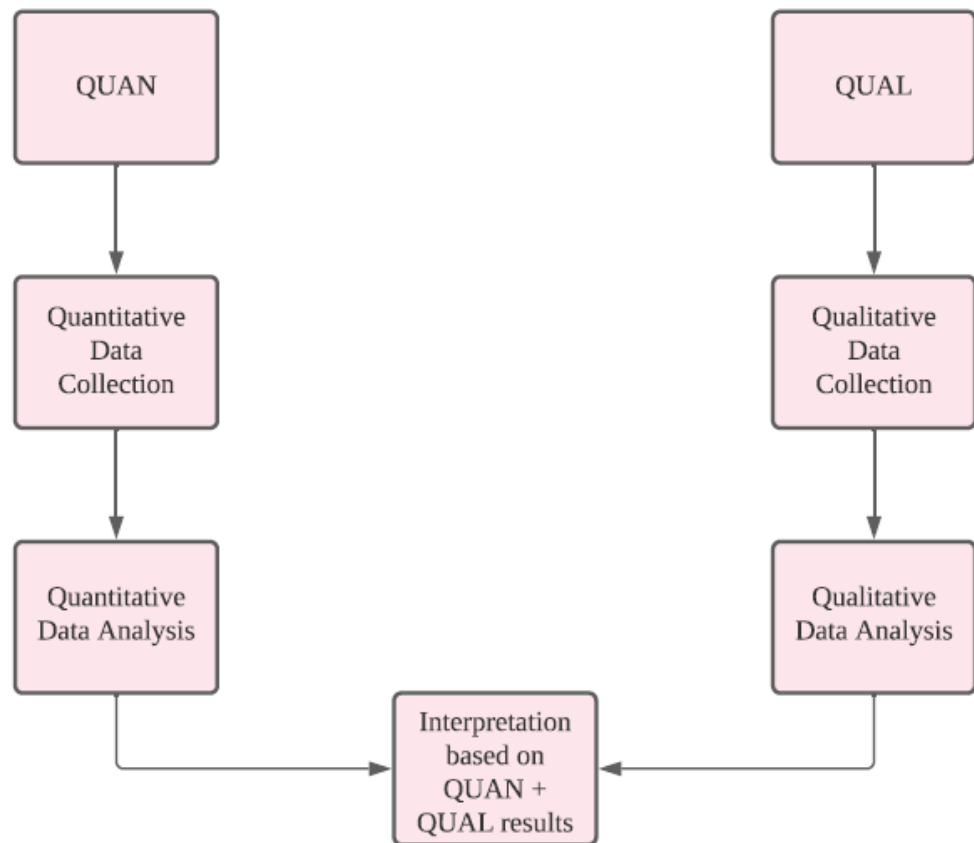 QUAN
QUAL
Quantitative
Data
Collection
Qualitative
Data
Collection
Quantitative
Data Analysis
Qualitative
Data Analysis
Interpretation
based on
QUAN +
QUAL results